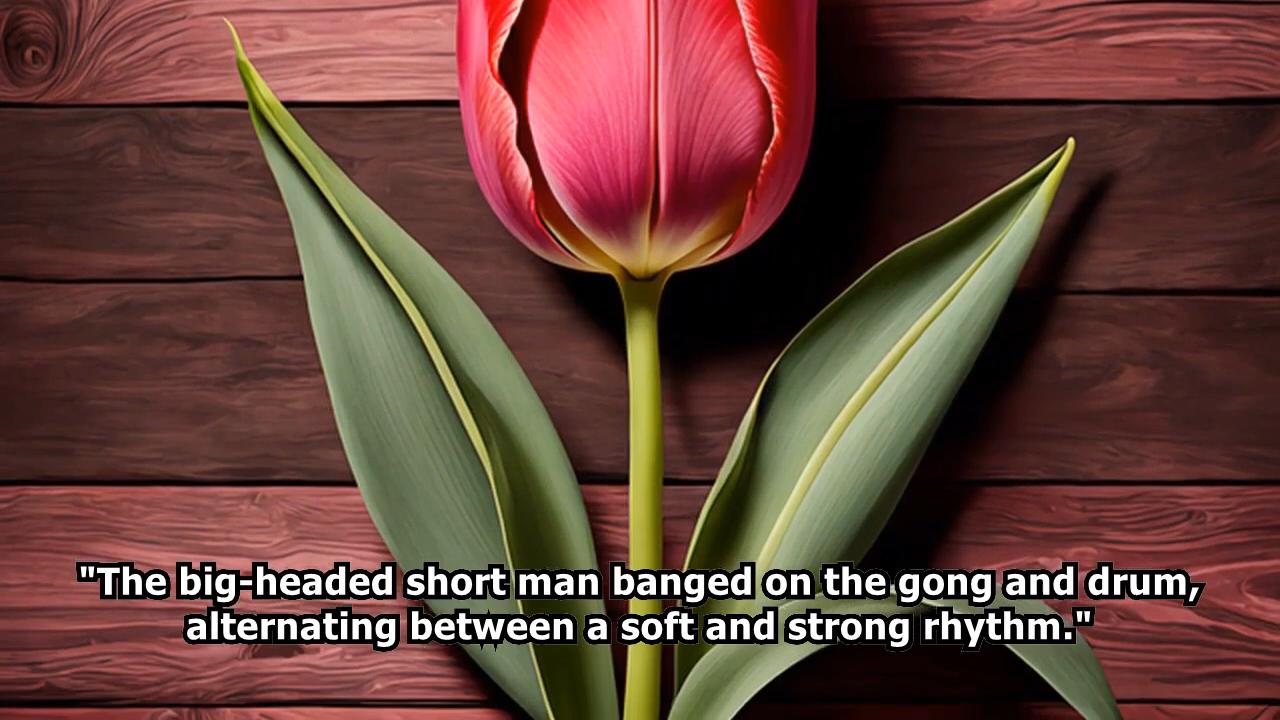 "The big-headed short man banged on the gong and drum,
alternating between a soft and strong rhythm."